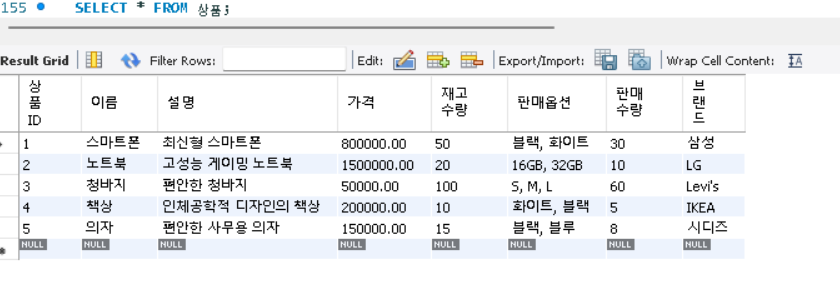 155 SELECT * FROM 상품;
Result Grid Filter Rows: Edit: Export/Import: Wrap Cell Content: IA
상품ID 이름 설명 가격 재고수량 판매옵션 판매수량 브랜드
1 스마트폰 최신형 스마트폰 800000.00 50 블랙, 화이트 30 삼성
2 노트북 고성능 게이밍 노트북 1500000.00 20 16GB, 32GB 10 LG
3 청바지 편안한 청바지 50000.00 100 S, M, L 60 Levi's
4 책상 인체공학적 디자인의 책상 200000.00 10 화이트, 블랙 5 IKEA
5 의자 편안한 사무용 의자 150000.00 15 블랙, 블루 8 시디즈
NULL NULL NULL NULL NULL NULL NULL NULL